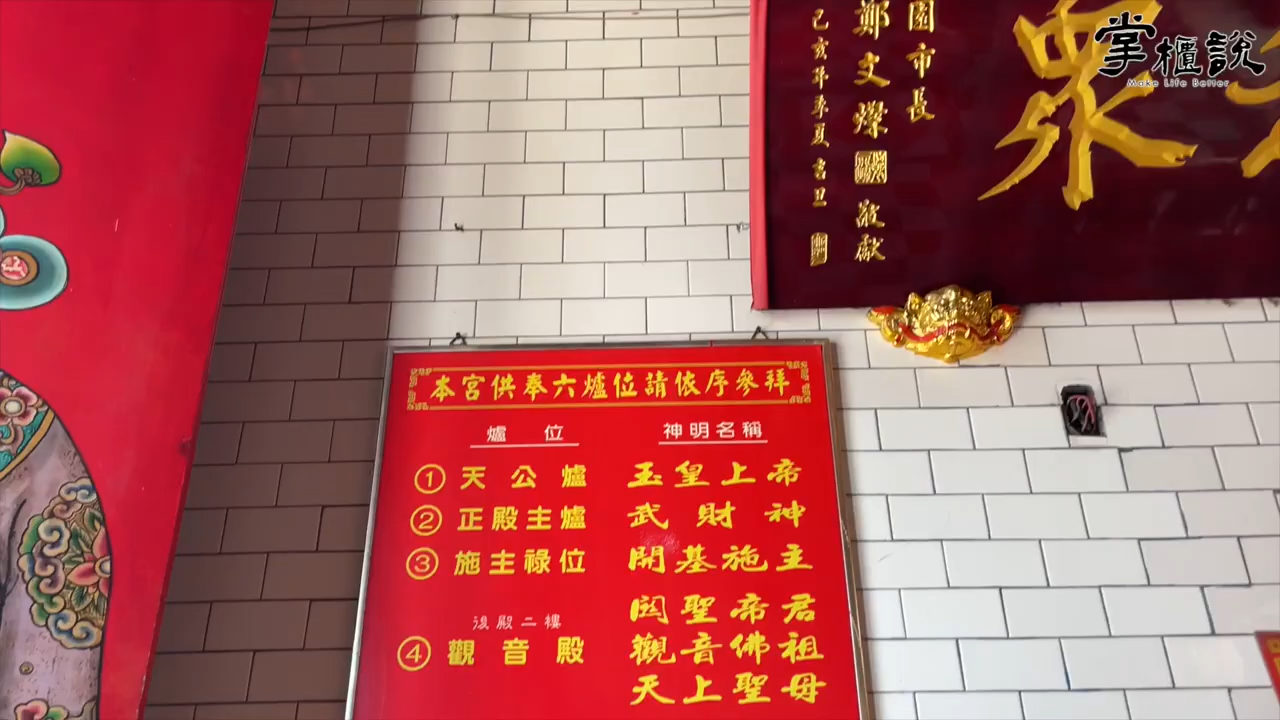 掌櫃說
Make Life Better
眾
園市長
鄭文燦 敬獻
己亥年季夏吉旦
本宮供奉六爐位請依序參拜
爐位 神明名稱
① 天公爐 玉皇上帝
② 正殿主爐 武財神
③ 施主祿位 開基施主
關聖帝君
後殿二樓
④ 觀音殿 觀音佛祖
天上聖母